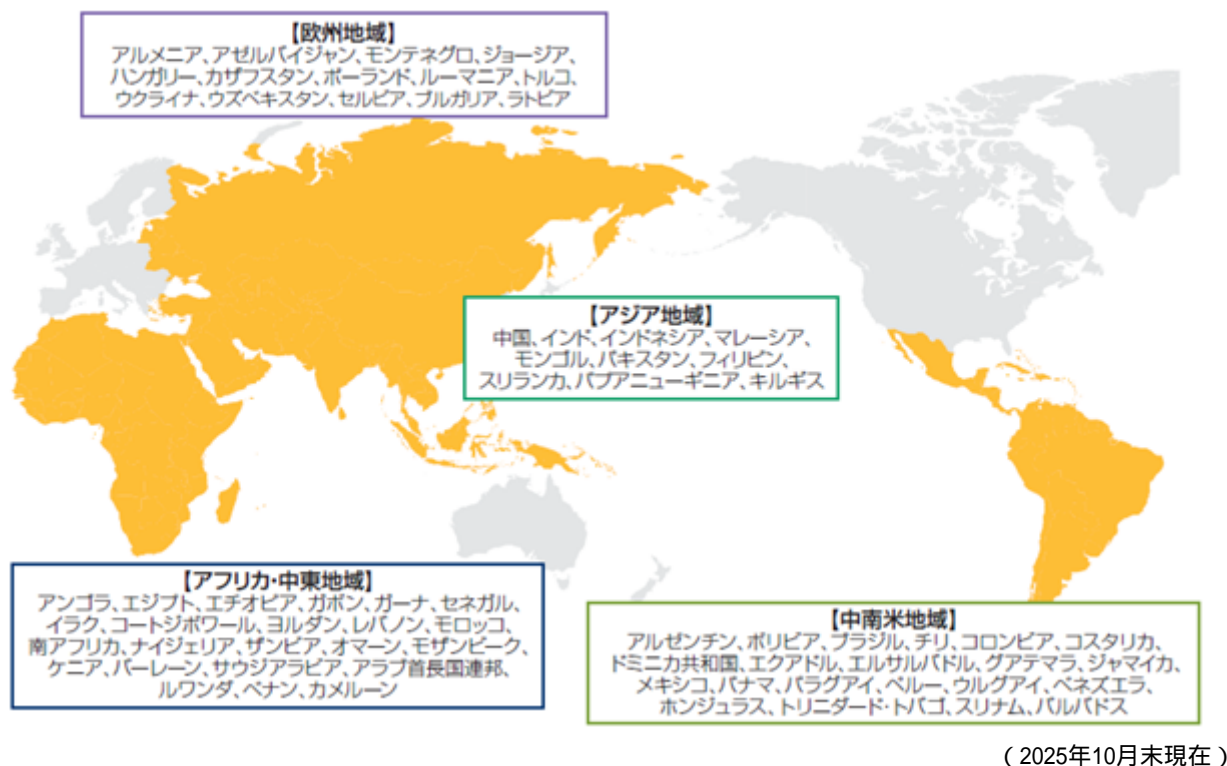 【欧州地域】
アルメニア、アゼルバイジャン、モンテネグロ、ジョージア、
ハンガリー、カザフスタン、ポーランド、ルーマニア、トルコ、
ウクライナ、ウズベキスタン、セルビア、ブルガリア、ラトビア
【アジア地域】
中国、インド、インドネシア、マレーシア、
モンゴル、パキスタン、フィリピン、
スリランカ、パプアニューギニア、キルギス
【アフリカ・中東地域】
アンゴラ、エジプト、エチオピア、ガボン、ガーナ、セネガル、
イラク、コートジボワール、ヨルダン、レバノン、モロッコ、
南アフリカ、ナイジェリア、ザンビア、オマーン、モザンビーク、
ケニア、バーレーン、サウジアラビア、アラブ首長国連邦、
ルワンダ、ベナン、カメルーン
【中南米地域】
アルゼンチン、ボリビア、ブラジル、チリ、コロンビア、コスタリカ、
ドミニカ共和国、エクアドル、エルサルバドル、グアテマラ、ジャマイカ、
メキシコ、パナマ、パラグアイ、ペルー、ウルグアイ、ベネズエラ、
ホンジュラス、トリニダード・トバゴ、スリナム、バルバドス
（2025年10月末現在）